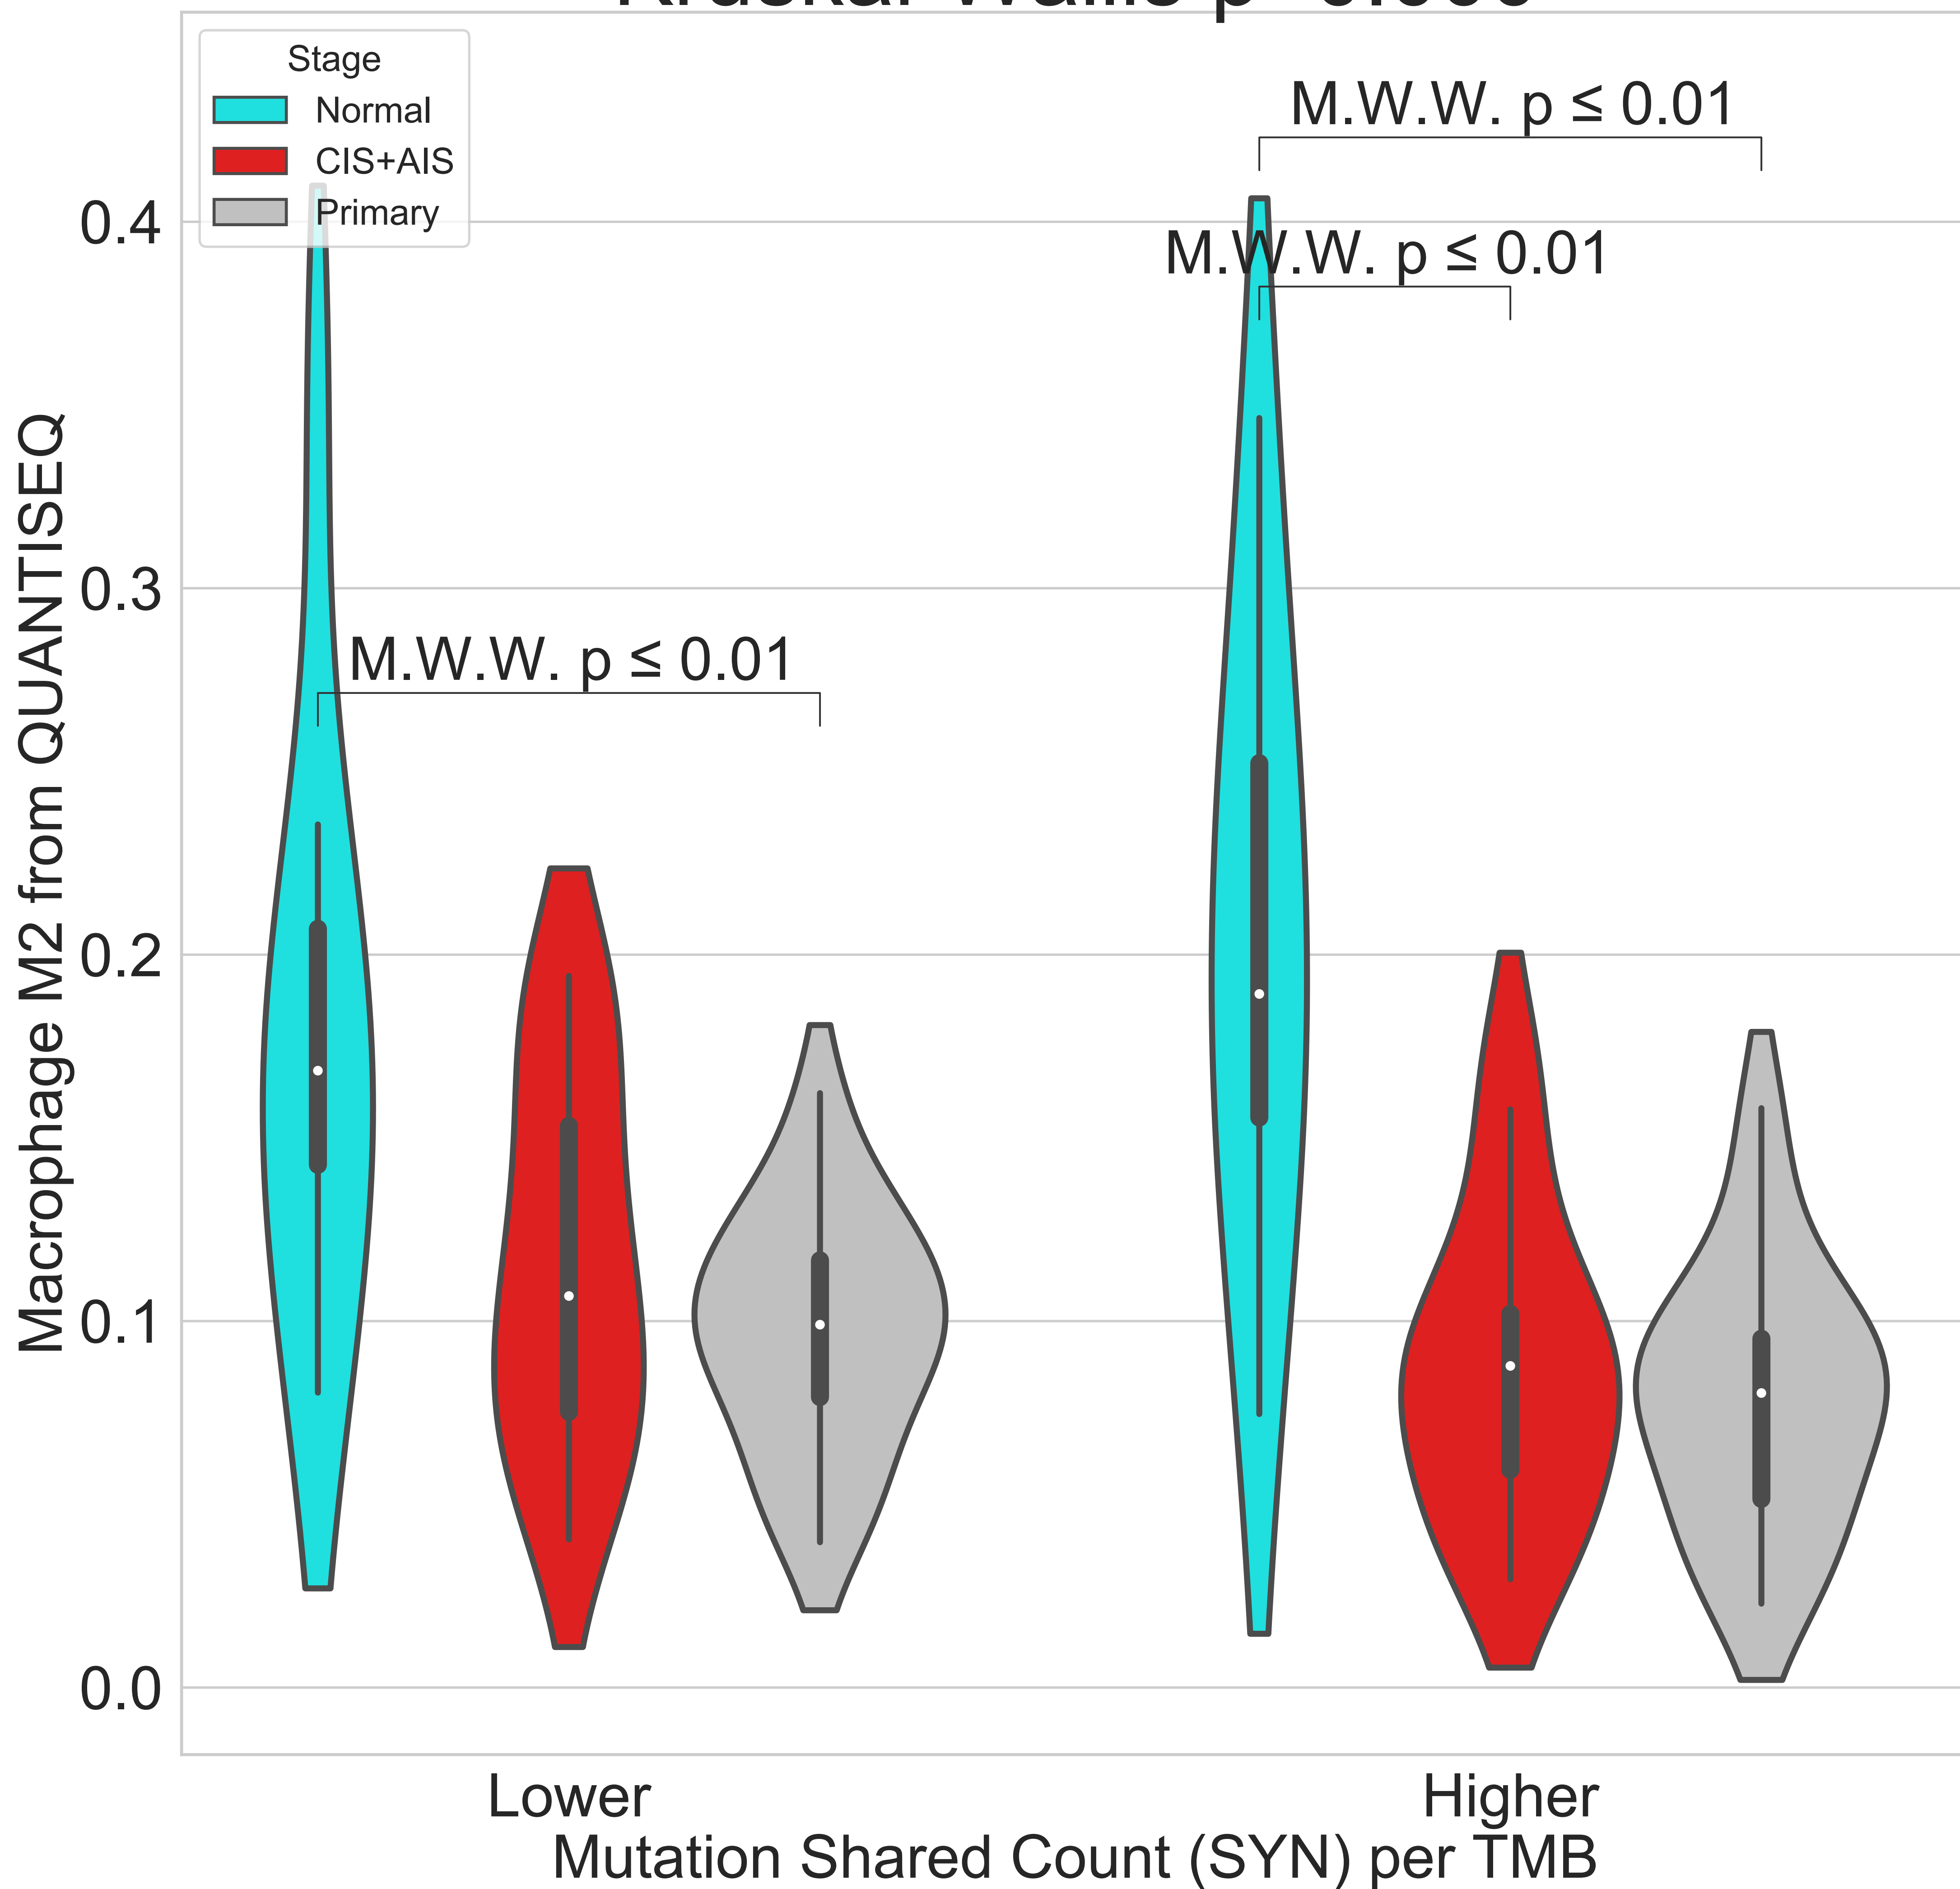 Stage
Normal
CIS+AIS
Primary
M.W.W. p ≤ 0.01
M.W.W. p ≤ 0.01
M.W.W. p ≤ 0.01
0.4
0.3
0.2
0.1
0.0
Macrophage M2 from QUANTISEQ
Lower
Higher
Mutation Shared Count (SYN) per TMB